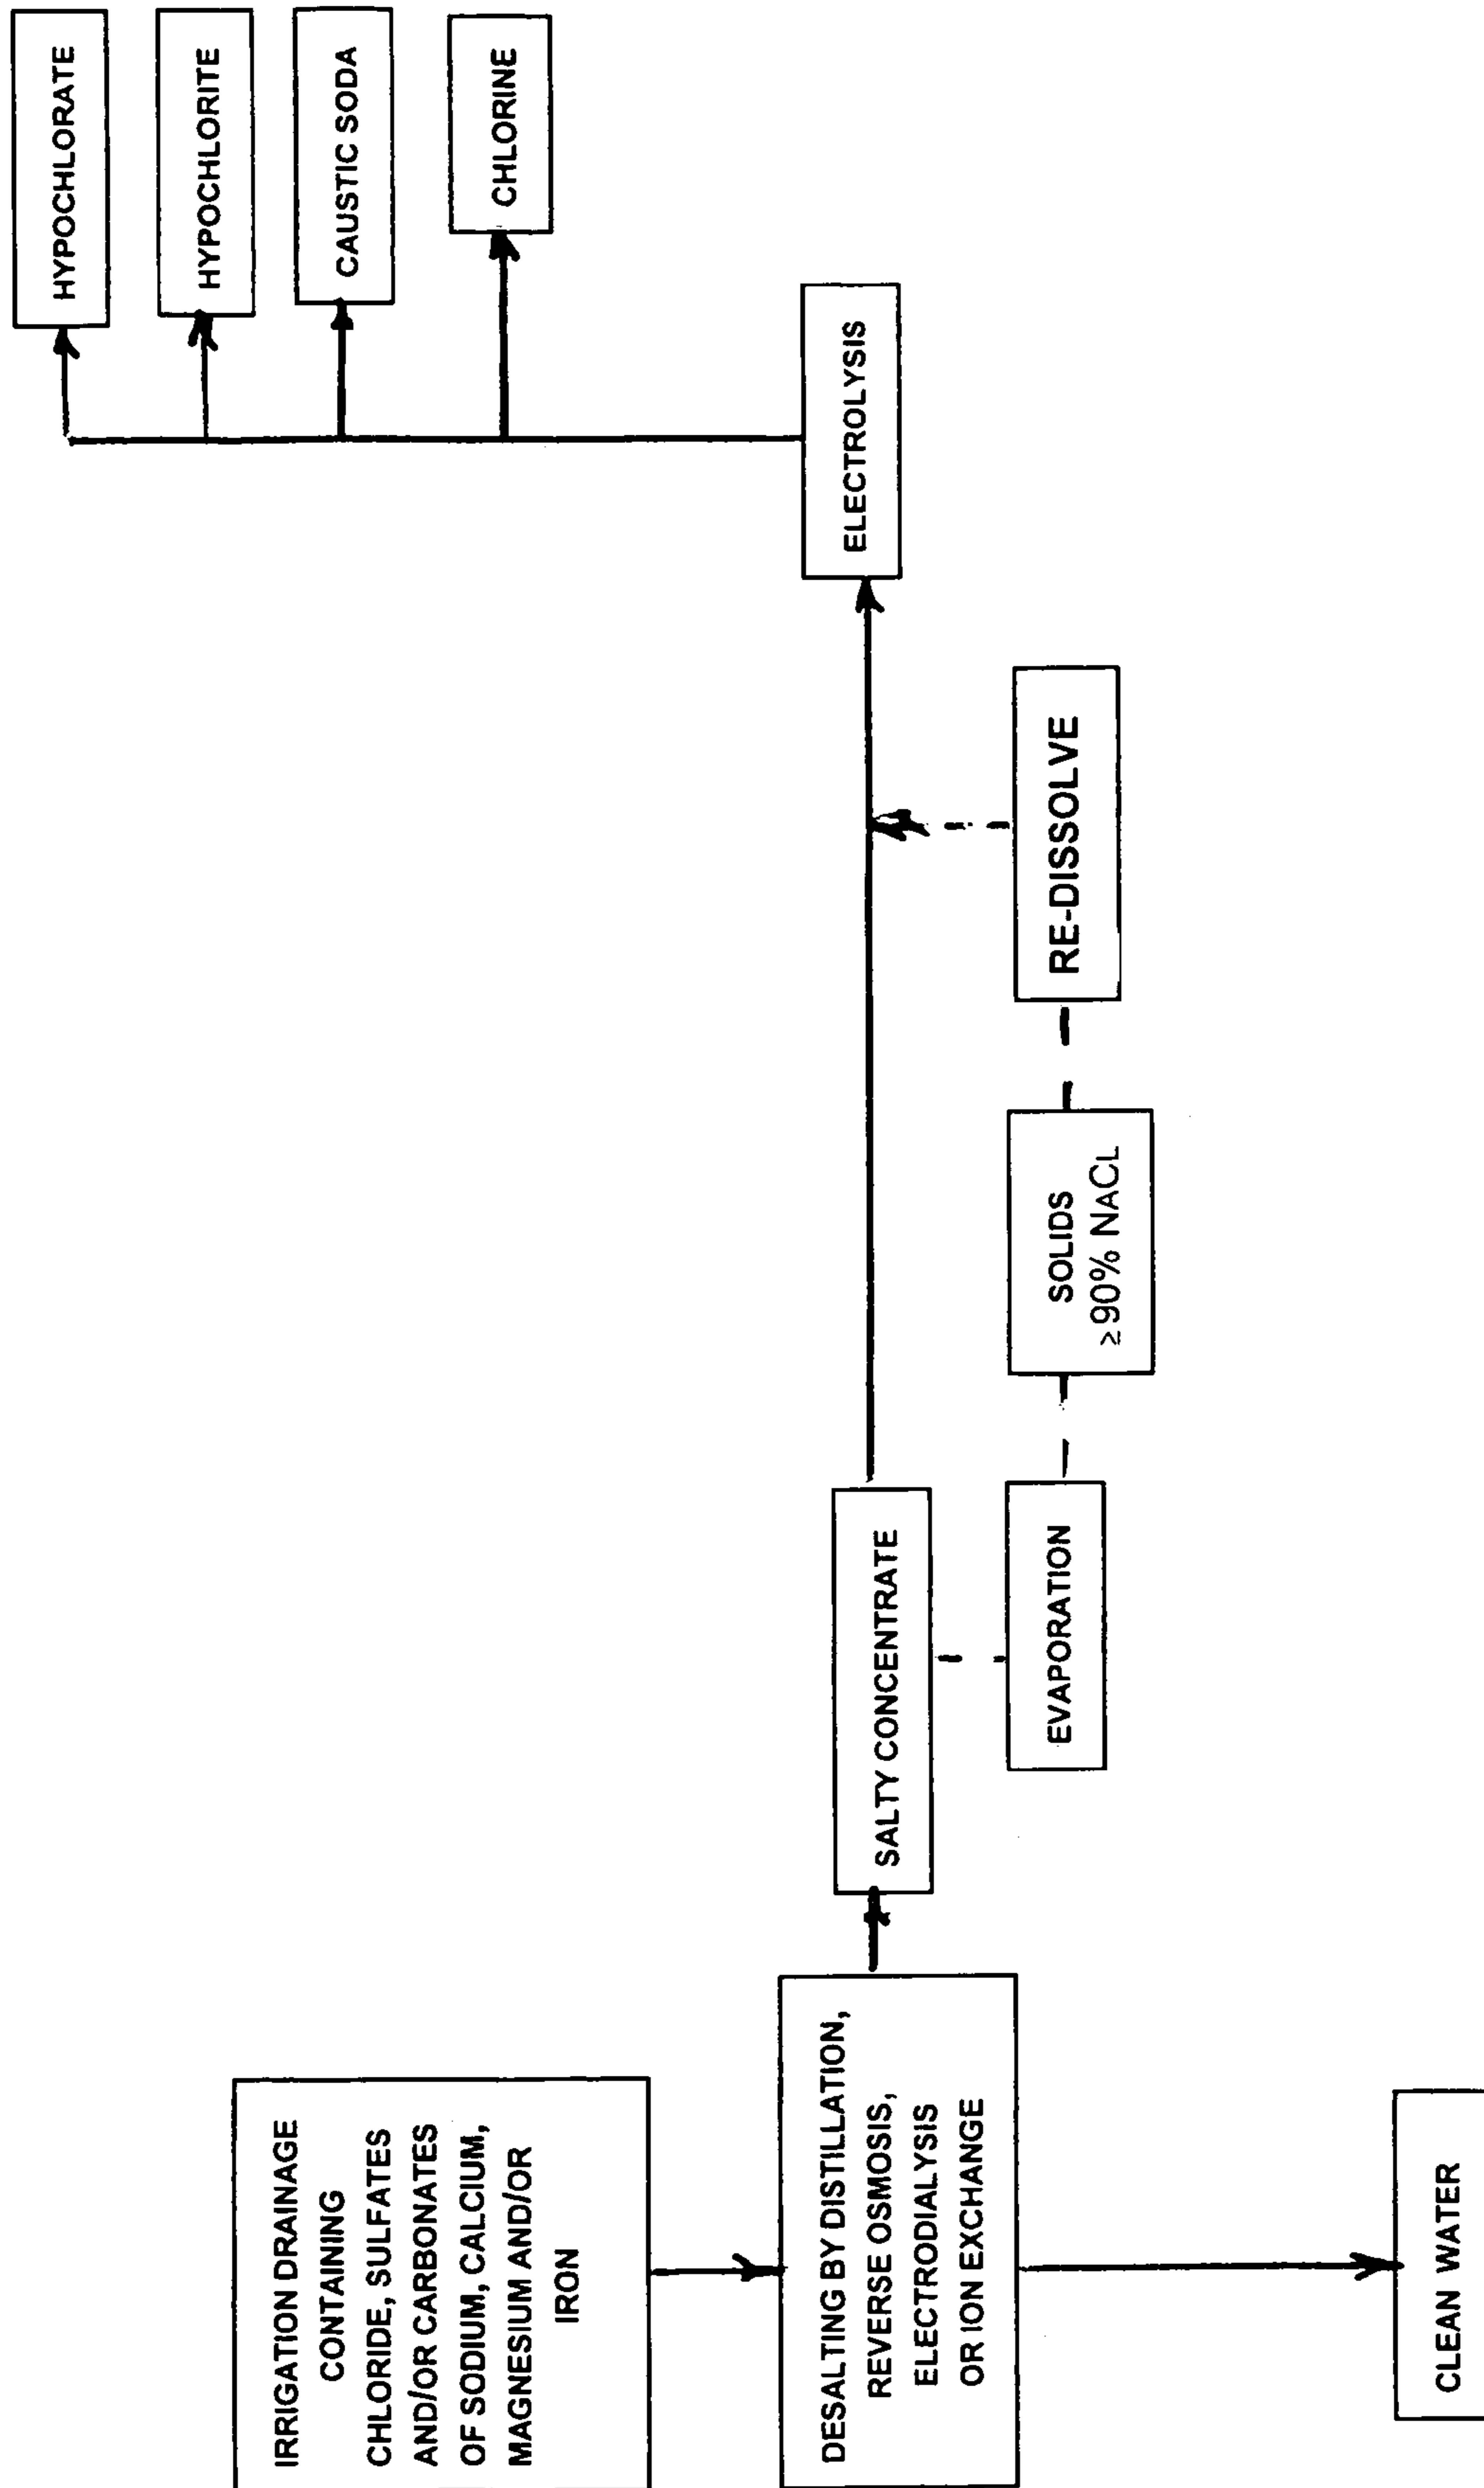 IRRIGATION DRAINAGE
CONTAINING
CHLORIDE, SULFATES
AND/OR CARBONATES
OF SODIUM, CALCIUM,
MAGNESIUM AND/OR
IRON
DESALTING BY DISTILLATION,
REVERSE OSMOSIS,
ELECTRODIALYSIS
OR ION EXCHANGE
CLEAN WATER
SALTY CONCENTRATE
EVAPORATION
SOLIDS
≥90% NACL
RE-DISSOLVE
ELECTROLYSIS
HYPOCHLORATE
HYPOCHLORITE
CAUSTIC SODA
CHLORINE